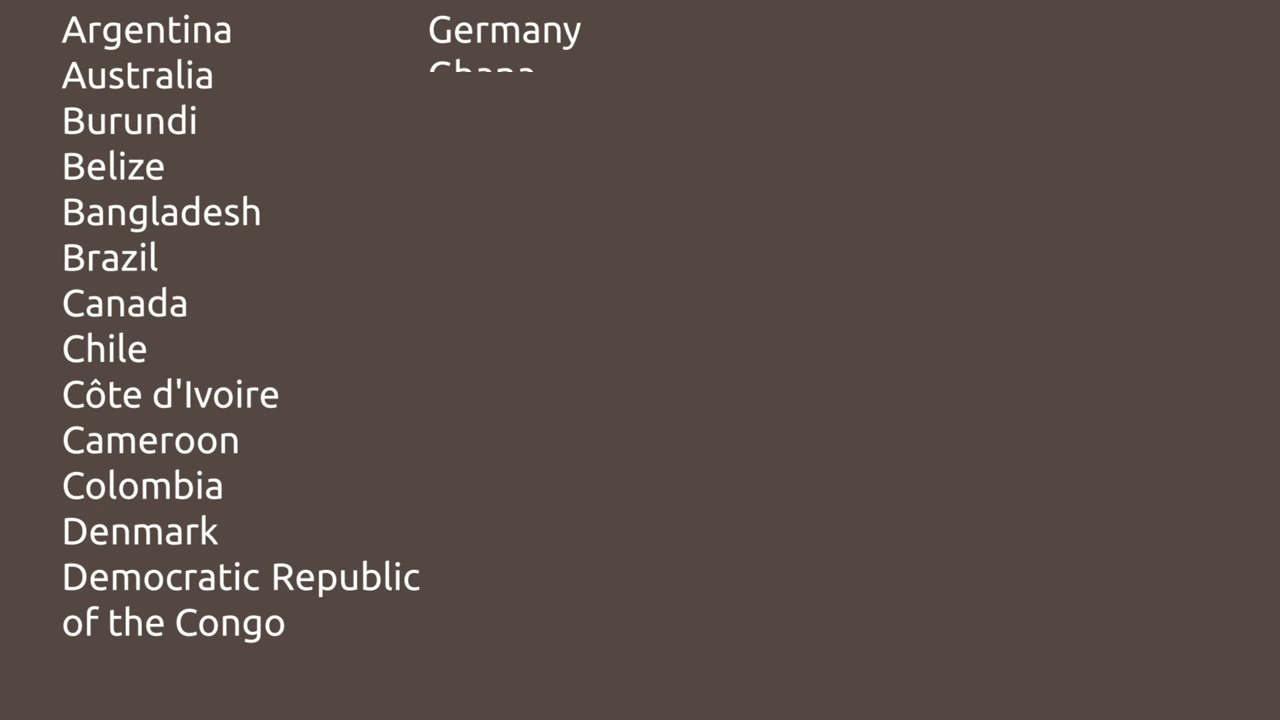 Argentina
Australia
Burundi
Belize
Bangladesh
Brazil
Canada
Chile
Côte d'Ivoire
Cameroon
Colombia
Denmark
Democratic Republic
of the Congo
Germany
Ghana